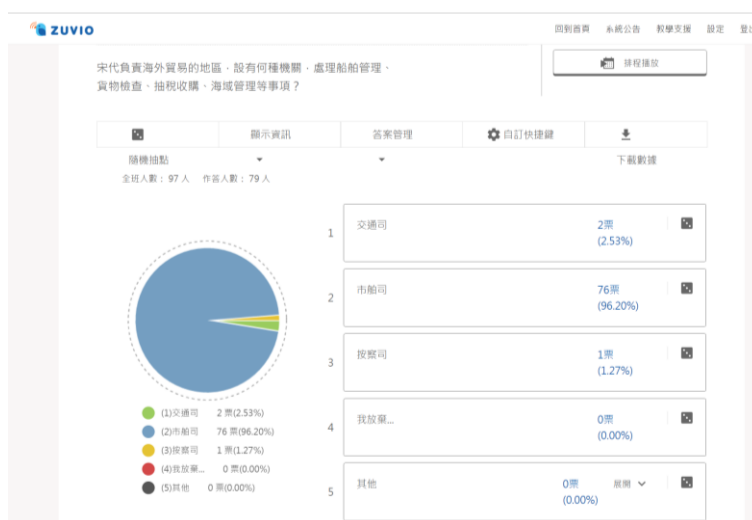 ZUVIO
回到首頁 系統公告 教學支援 設定 登出
宋代負責海外貿易的地區，設有何種機關，處理船舶管理、
貨物檢查、抽稅收購、海域管理等事項？
排程播放
顯示資訊 答案管理 自訂快捷鍵
隨機抽點 下載數據
全班人數：97 人 作答人數：79 人
1 交通司 2票
(2.53%)
2 市舶司 76票
(96.20%)
3 按察司 1票
(1.27%)
4 我放棄... 0票
(0.00%)
5 其他 0票 展開
(0.00%)
(1)交通司 2 票(2.53%)
(2)市舶司 76 票(96.20%)
(3)按察司 1 票(1.27%)
(4)我放棄... 0 票(0.00%)
(5)其他 0 票(0.00%)